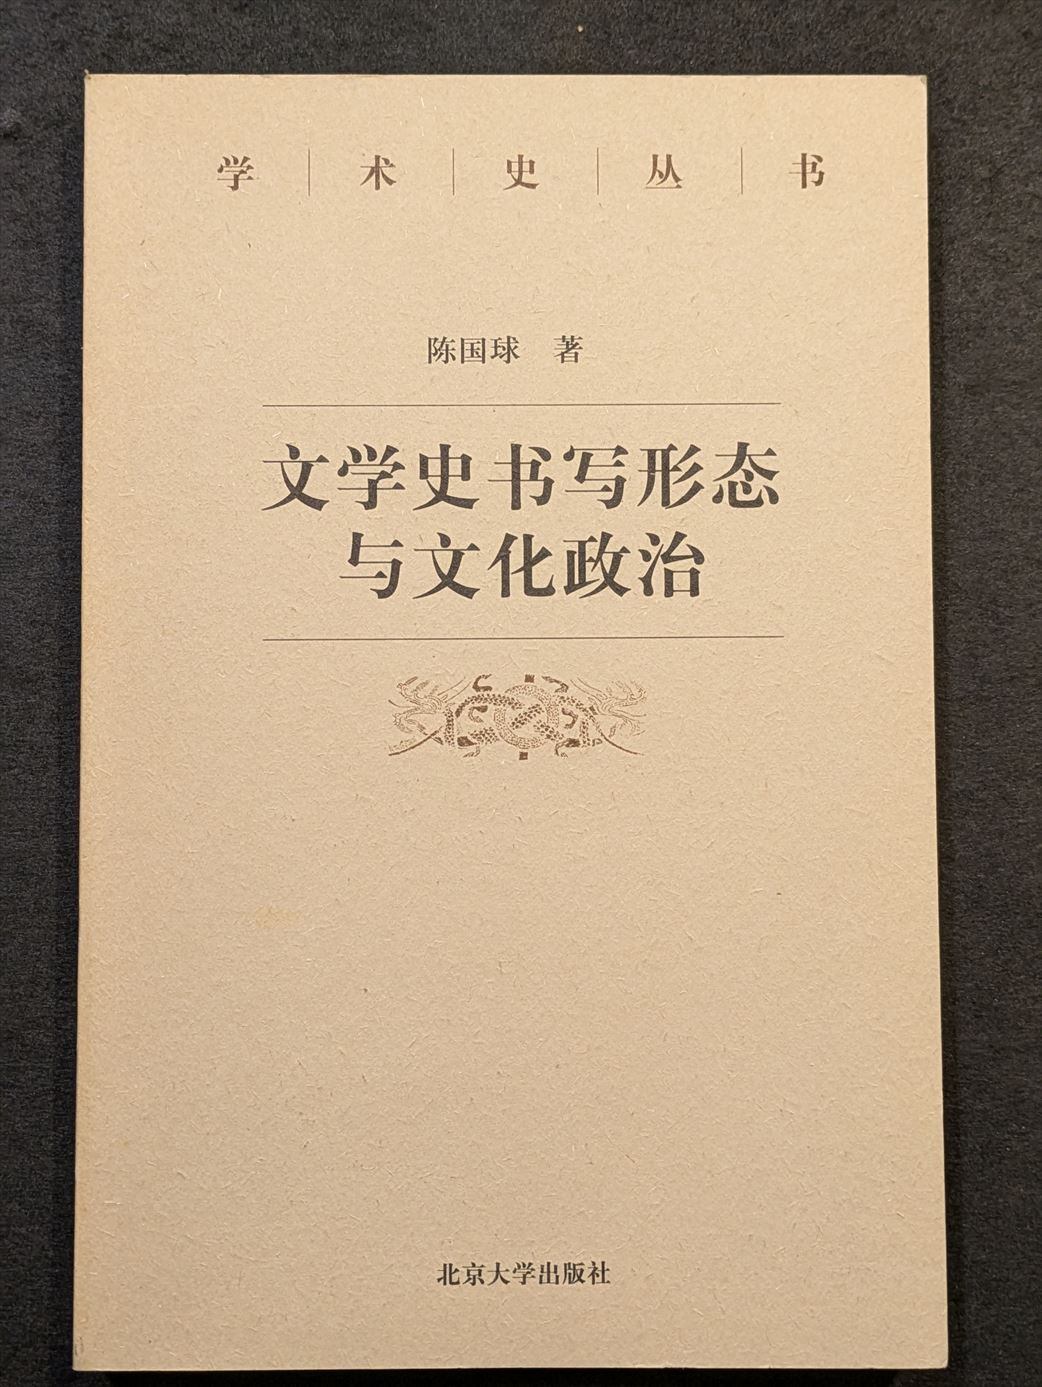 学术史丛书
陈国球 著
文学史书写形态
与文化政治
北京大学出版社